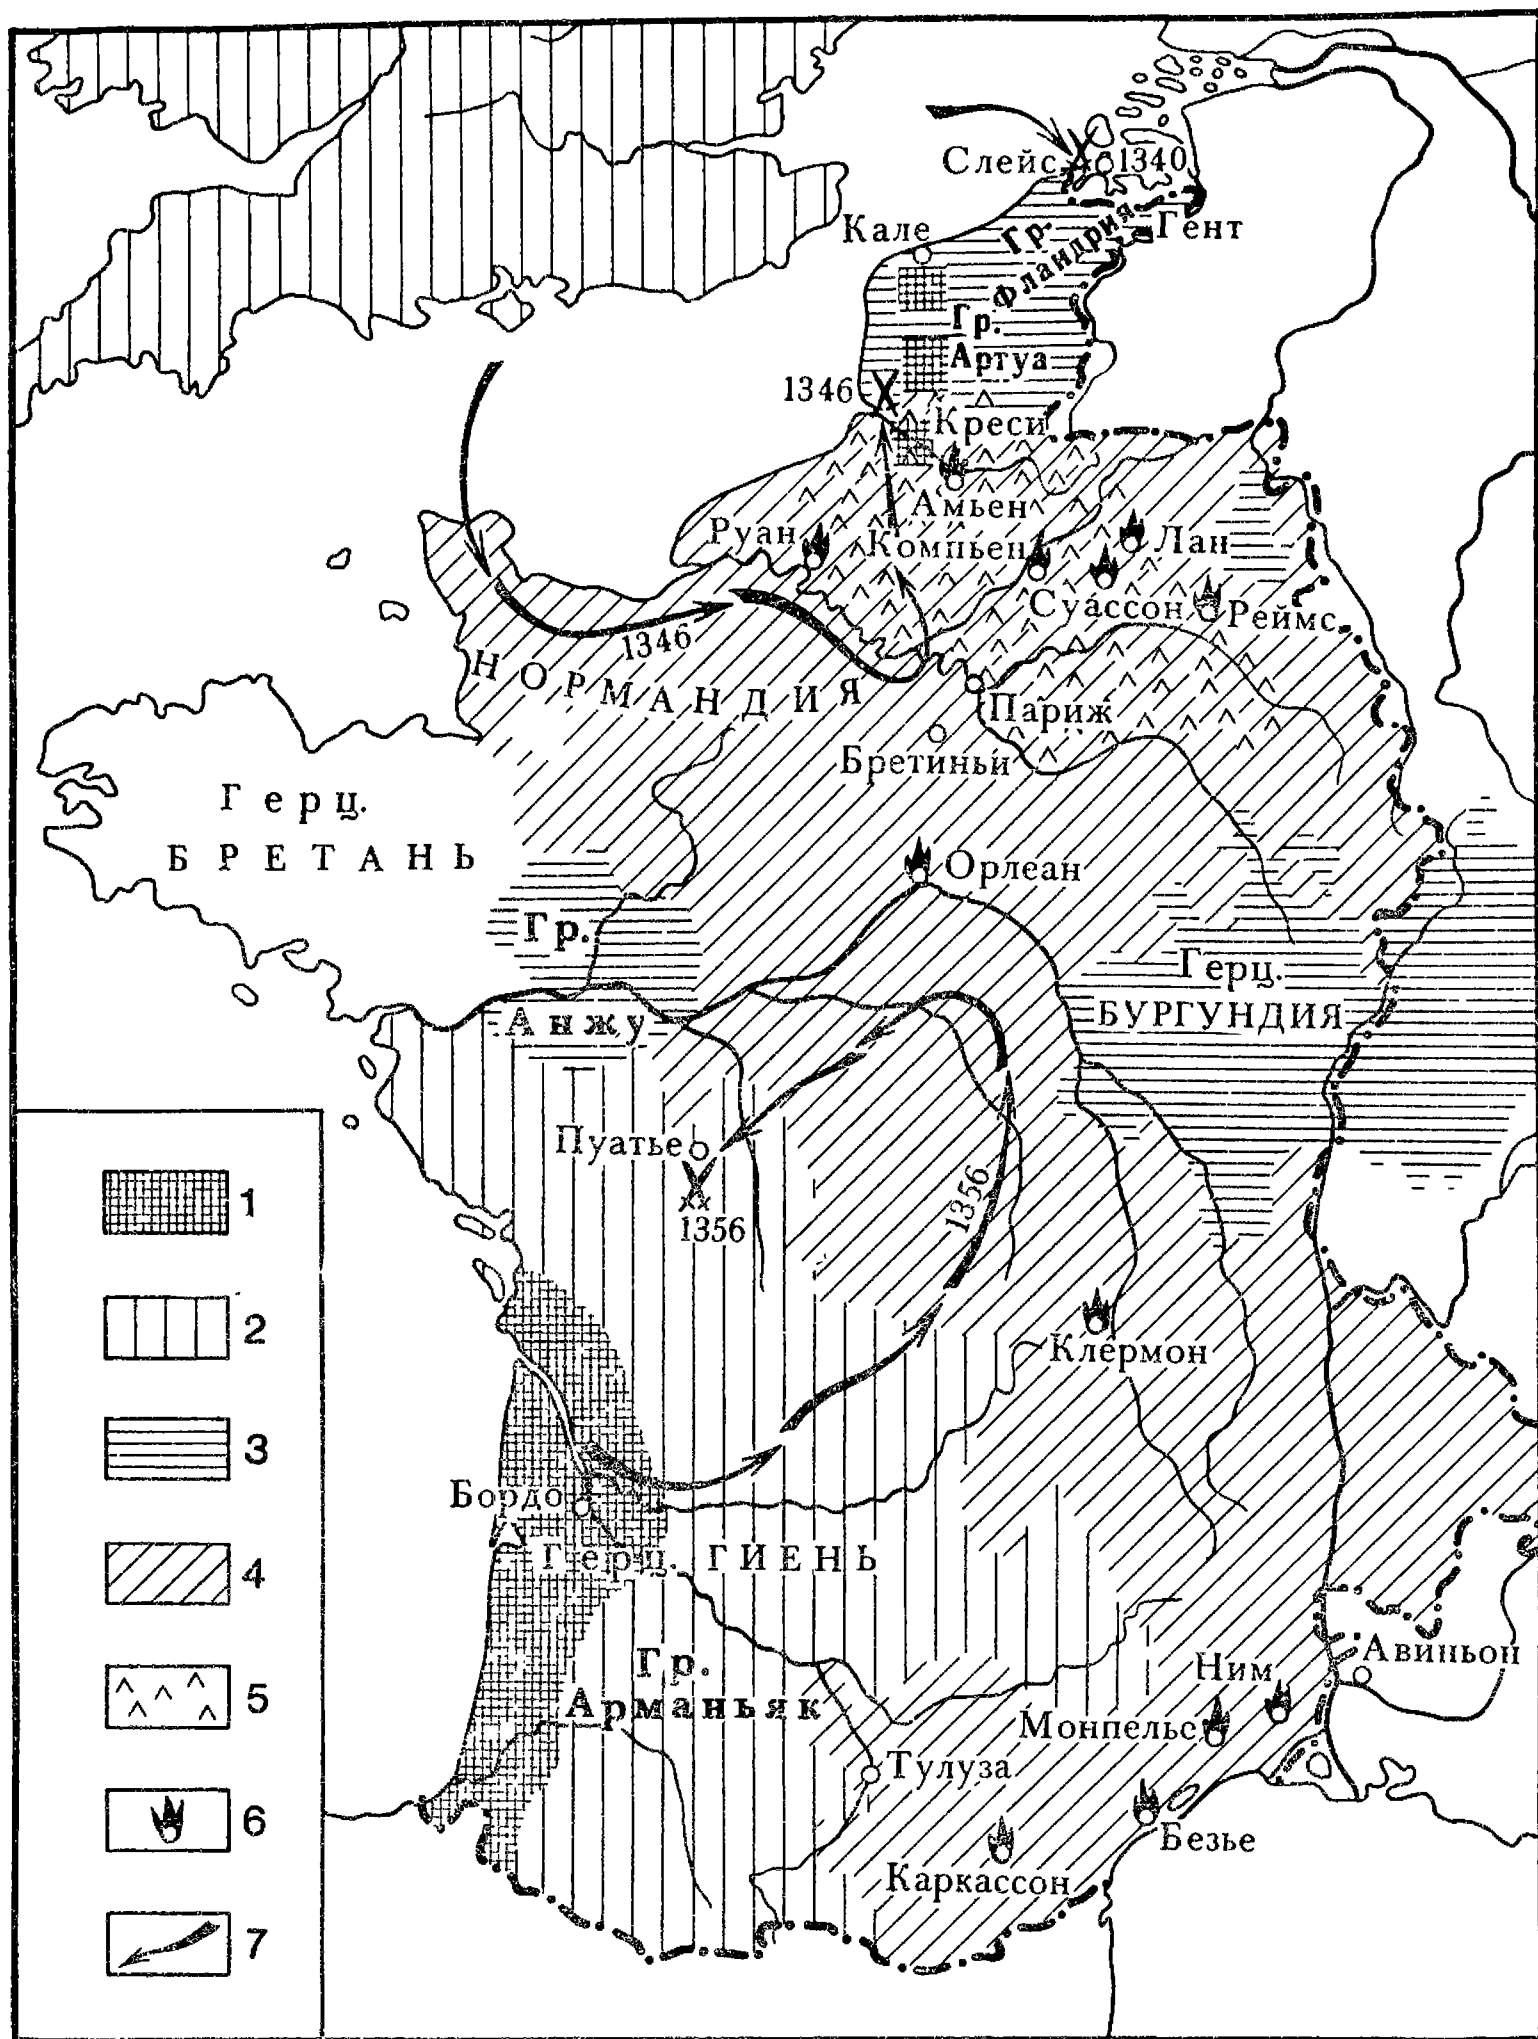 Слейс
1340
Кале
Гр.
Фландрия
Гент
Гр.
Артуа
1346
Креси
Амьен
Руан
Компьен
Лан
Суассон
Реймс
1346
НОРМАНДИЯ
Париж
Бретиньи
Герц.
БРЕТАНЬ
Орлеан
Гр.
Анжу
Герц.
БУРГУНДИЯ
Пуатье
1356
1356
1
2
3
4
5
6
7
Клермон
Бордо
Герц. ГИЕНЬ
Гр.
Арманьяк
Ним
Авиньон
Монпелье
Тулуза
Безье
Каркассон